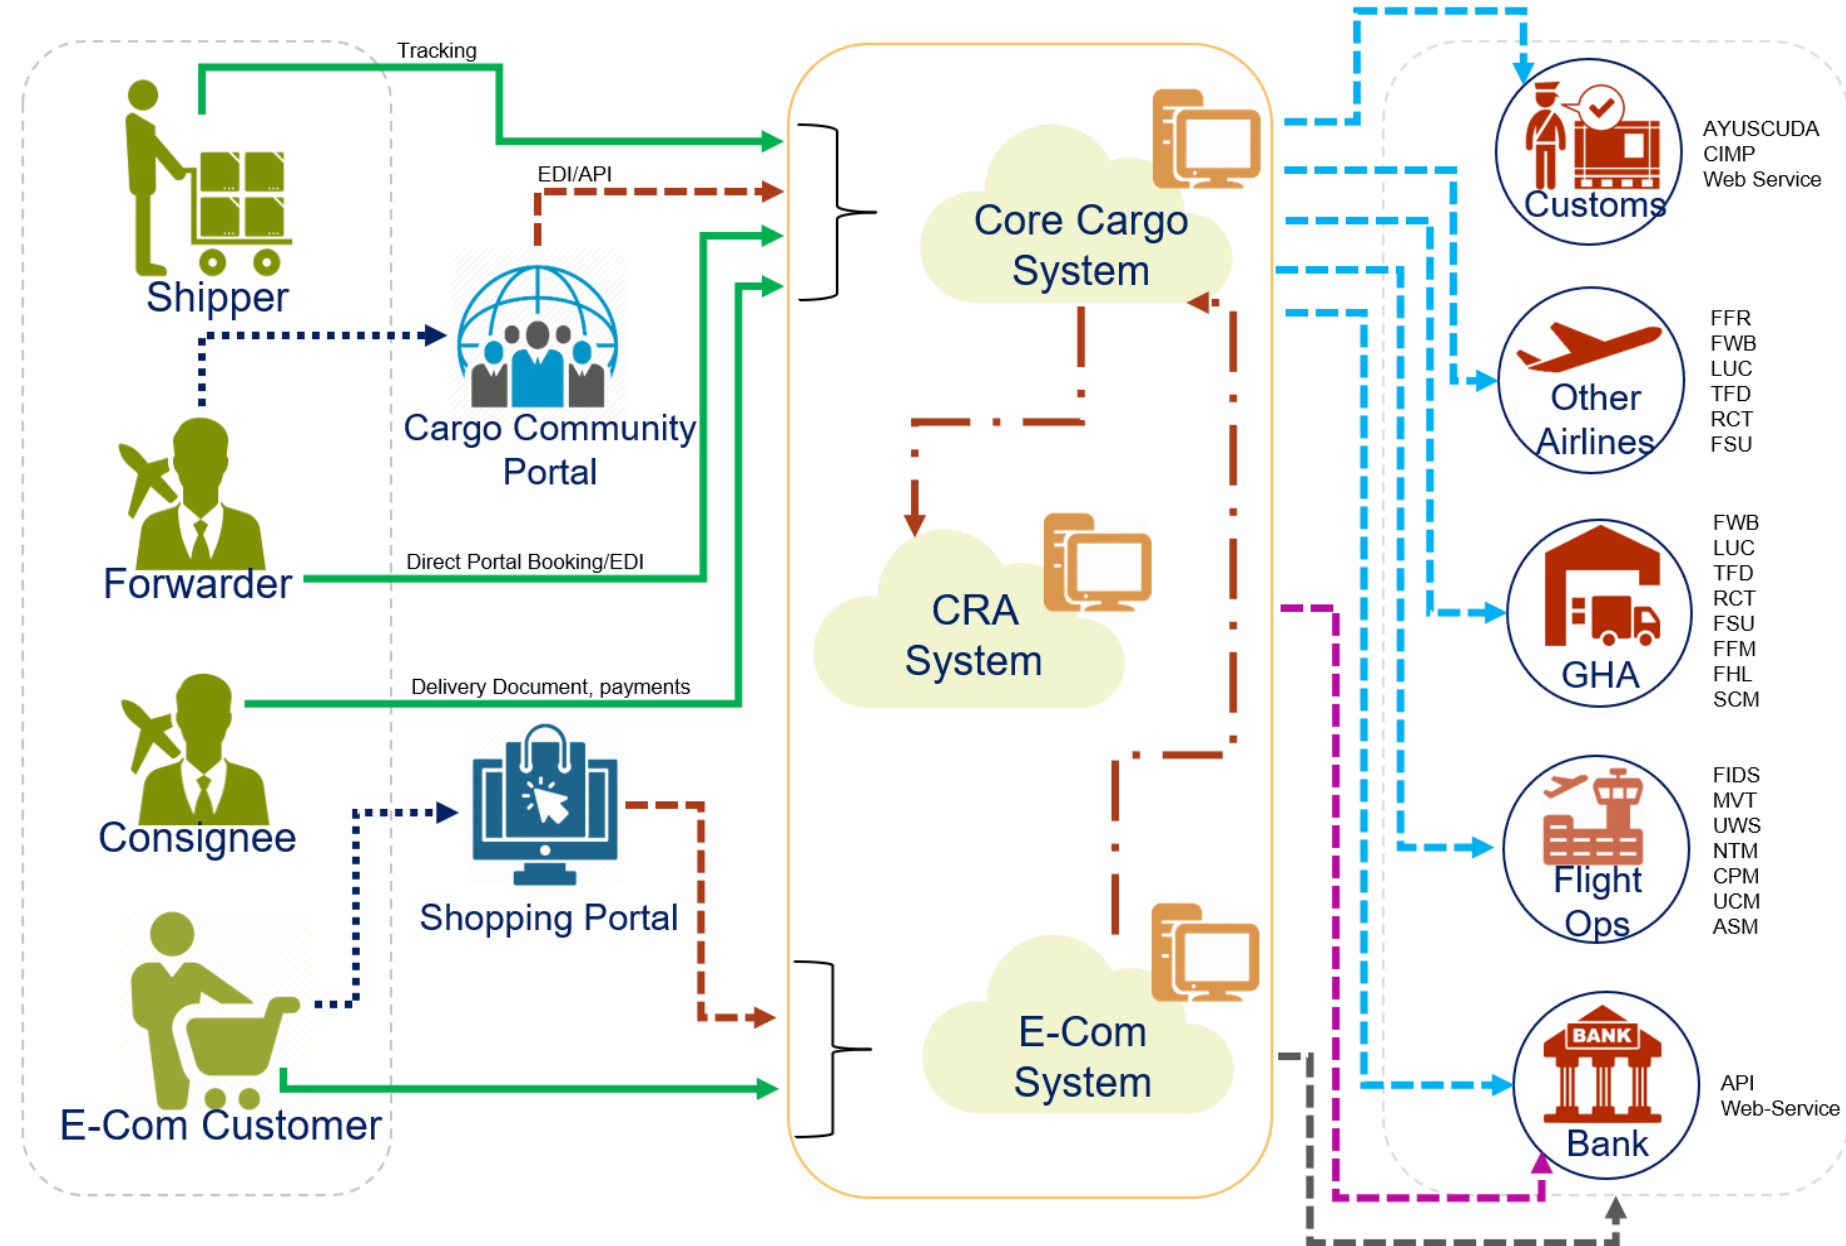 Tracking
Shipper
EDI/API
Cargo Community
Portal
Forwarder
Direct Portal Booking/EDI
Consignee
Delivery Document, payments
Shopping Portal
E-Com Customer
Core Cargo
System
CRA
System
E-Com
System
Customs
AYUSCUDA
CIMP
Web Service
Other
Airlines
FFR
FWB
LUC
TFD
RCT
FSU
GHA
FWB
LUC
TFD
RCT
FSU
FFM
FHL
SCM
Flight
Ops
FIDS
MVT
UWS
NTM
CPM
UCM
ASM
BANK
Bank
API
Web-Service